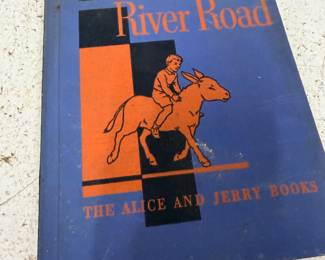 River Road
THE ALICE AND JERRY BOOKS